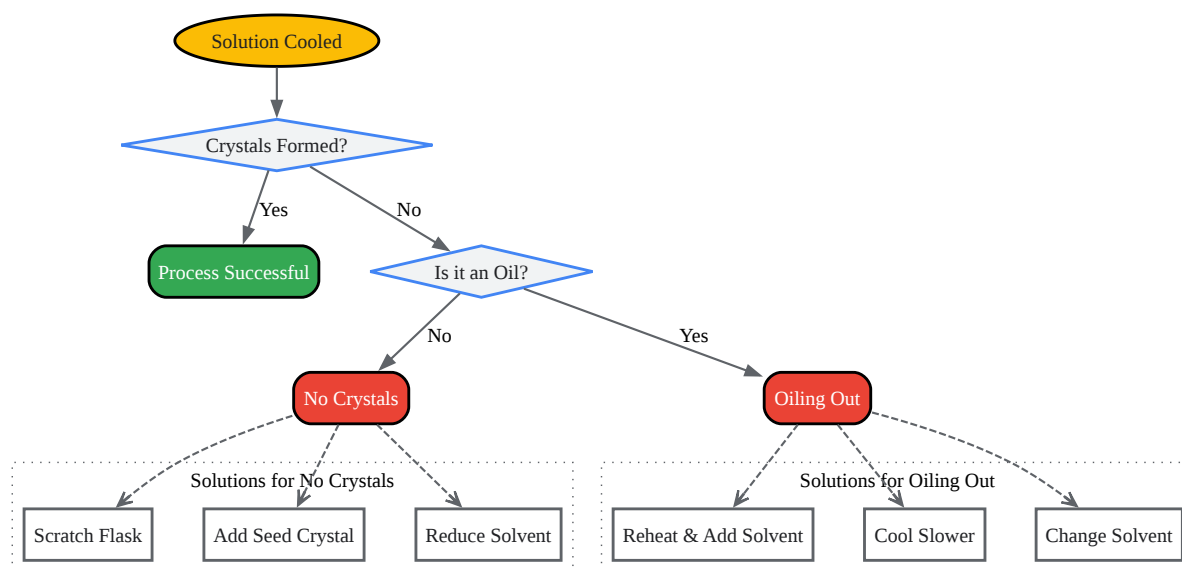 Solution Cooled
Crystals Formed?
Yes
No
Process Successful
Is it an Oil?
No
Yes
No Crystals
Oiling Out
Solutions for No Crystals
Solutions for Oiling Out
Scratch Flask
Add Seed Crystal
Reduce Solvent
Reheat & Add Solvent
Cool Slower
Change Solvent